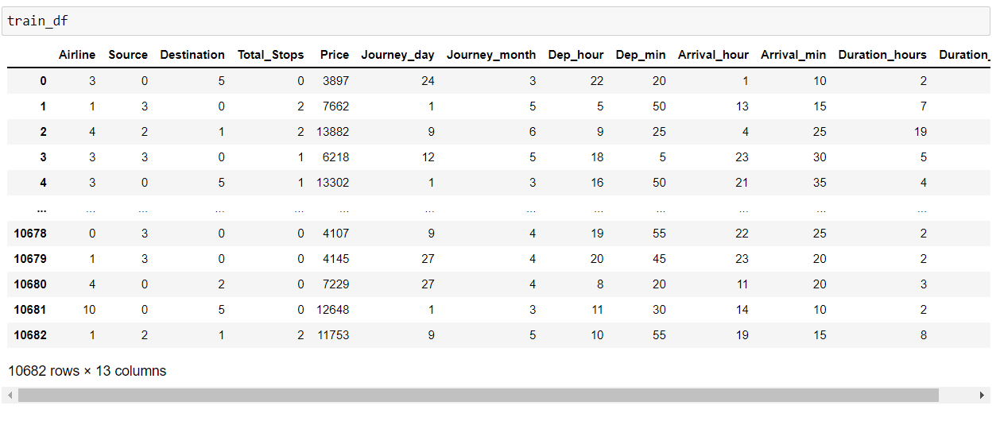 train_df
Airline Source Destination Total_Stops Price Journey_day Journey_month Dep_hour Dep_min Arrival_hour Arrival_min Duration_hours Duration_
0 3 0 5 0 3897 24 3 22 20 1 10 2
1 1 3 0 2 7662 1 5 5 50 13 15 7
2 4 2 1 2 13882 9 6 9 25 4 25 19
3 3 3 0 1 6218 12 5 18 5 23 30 5
4 3 0 5 1 13302 1 3 16 50 21 35 4
... ... ... ... ... ... ... ... ... ... ... ... ...
10678 0 3 0 0 4107 9 4 19 55 22 25 2
10679 1 3 0 0 4145 27 4 20 45 23 20 2
10680 4 0 2 0 7229 27 4 8 20 11 20 3
10681 10 0 5 0 12648 1 3 11 30 14 10 2
10682 1 2 1 2 11753 9 5 10 55 19 15 8
10682 rows × 13 columns